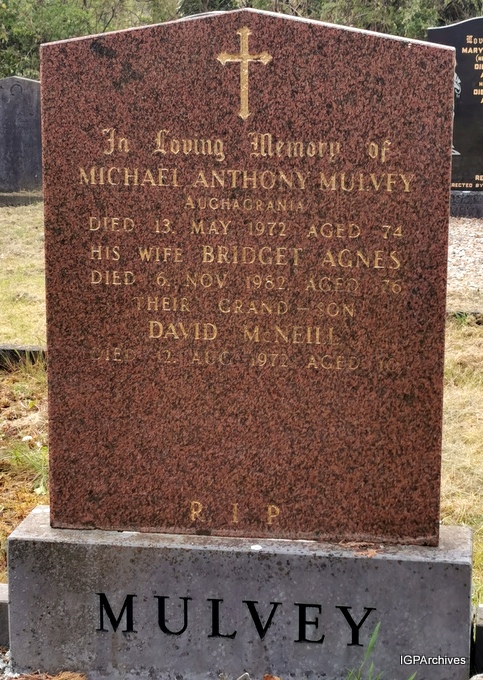 In Loving Memory of
MICHAEL ANTHONY MULVEY
AUGHAGRANIA
DIED 13. MAY 1972 AGED 74
HIS WIFE BRIDGET AGNES
DIED 6. NOV 1982 AGED 76
THEIR GRAND-SON
DAVID McNEILL
DIED 12. AUG. 1972 AGED
R I P
MULVEY
IGPArchives